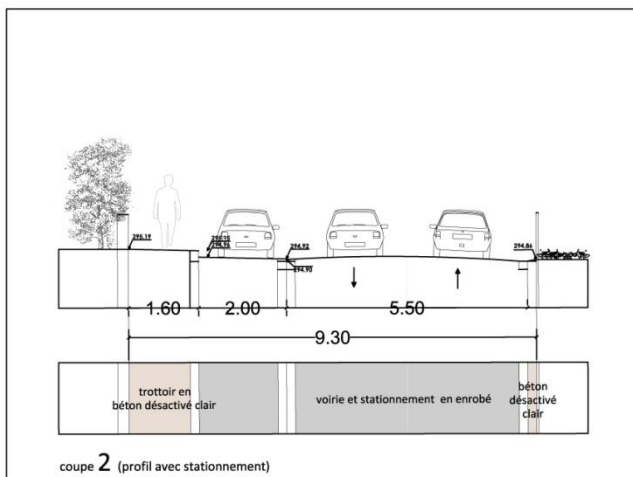 295.19
294.92
294.90
294.86
1.60
2.00
5.50
9.30
trottoir en
béton désactivé clair
voirie et stationnement en enrobé
béton
désactivé
clair
coupe 2 (profil avec stationnement)